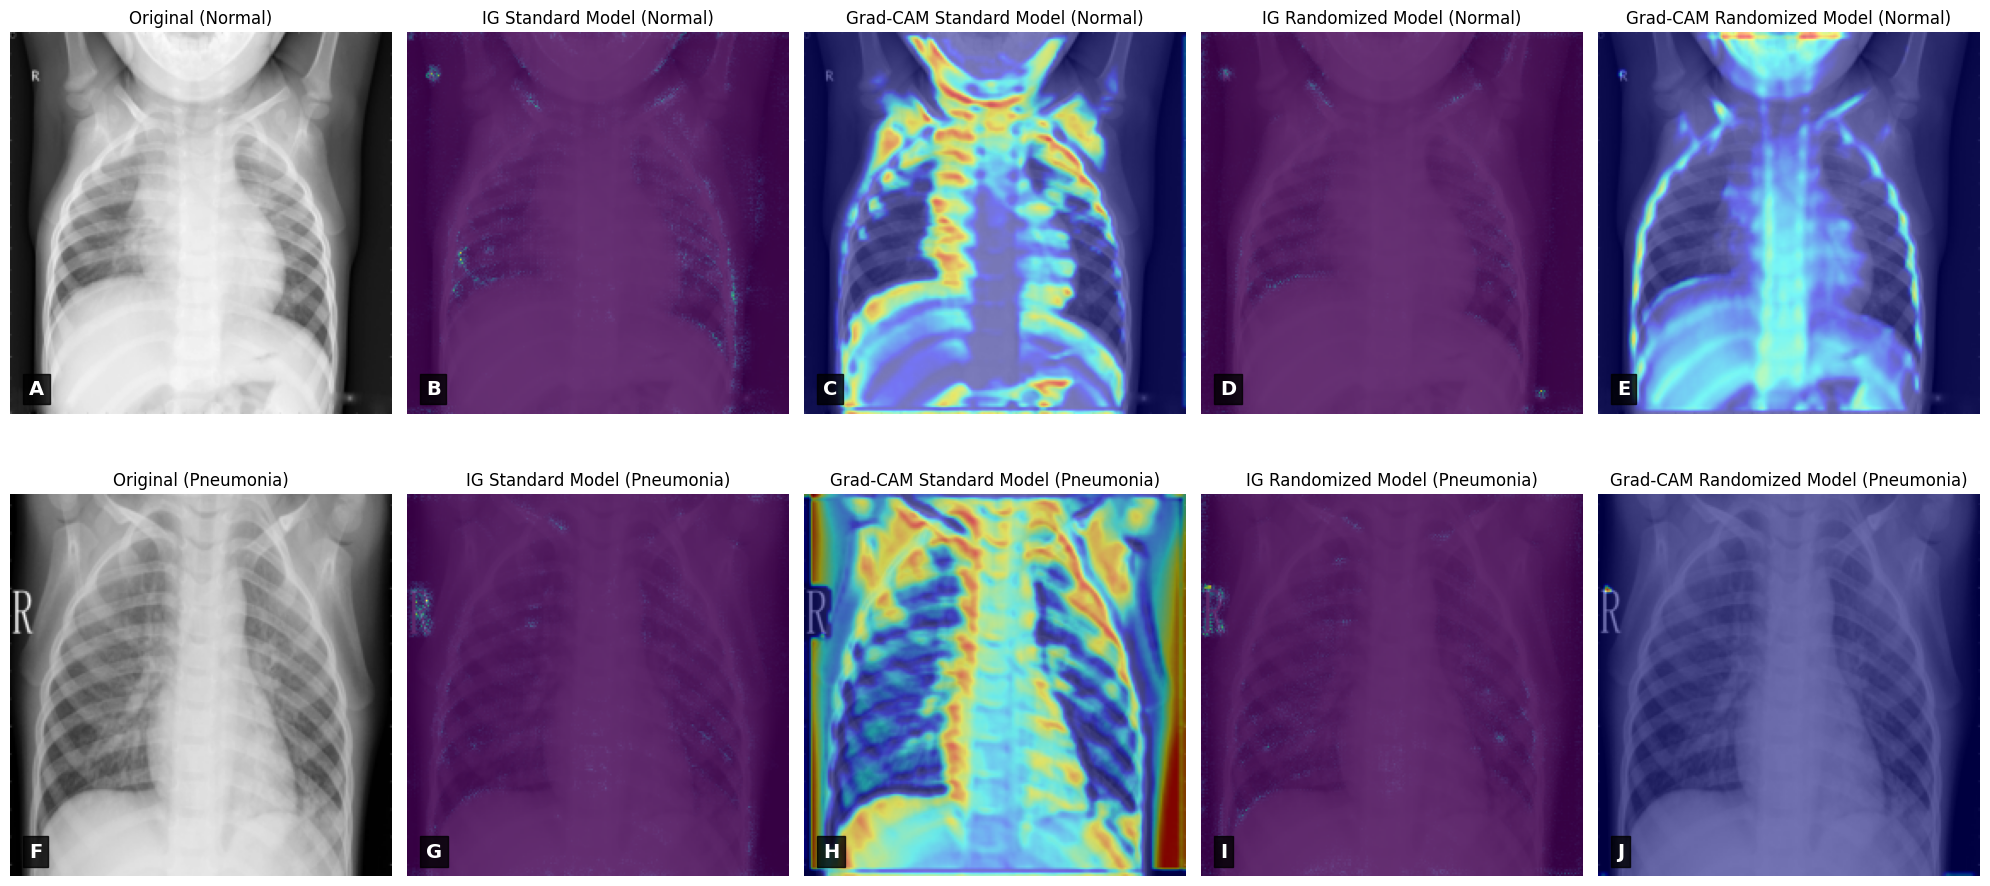 Original (Normal)
IG Standard Model (Normal)
Grad-CAM Standard Model (Normal)
IG Randomized Model (Normal)
Grad-CAM Randomized Model (Normal)
R
R
R
R
R
A
B
C
D
E
Original (Pneumonia)
IG Standard Model (Pneumonia)
Grad-CAM Standard Model (Pneumonia)
IG Randomized Model (Pneumonia)
Grad-CAM Randomized Model (Pneumonia)
R
R
R
R
R
F
G
H
I
J